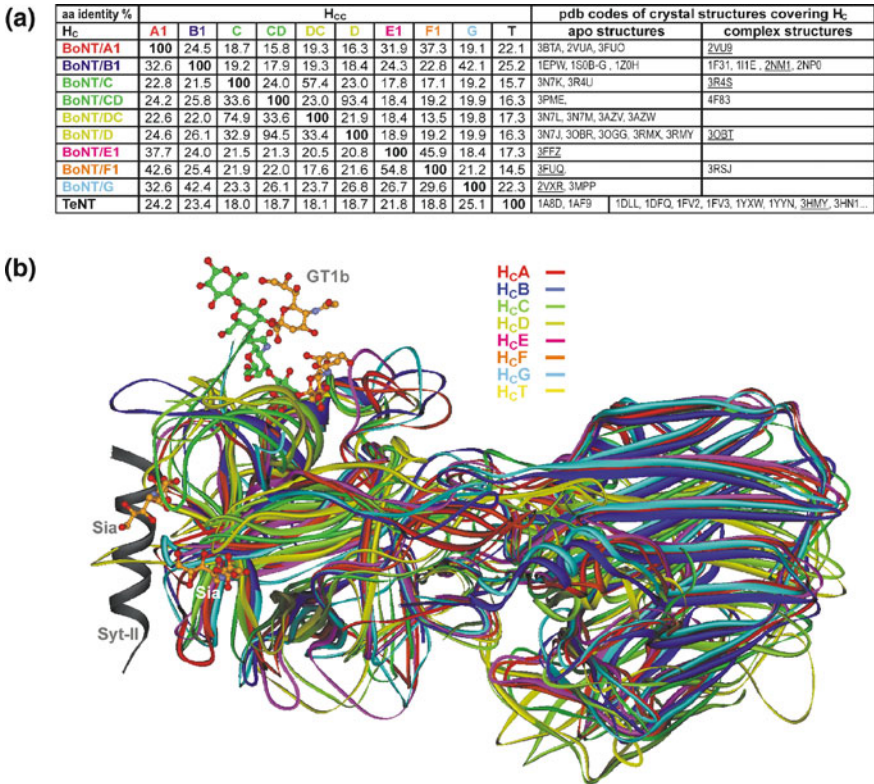 (a)
aa identity % HCC pdb codes of crystal structures covering HC
HC A1 B1 C CD DC D E1 F1 G T apo structures complex structures
BoNT/A1 100 24.5 18.7 15.8 19.3 16.3 31.9 37.3 19.1 22.1 3BTA, 2VUA, 3FUO 2VU9
BoNT/B1 32.6 100 19.2 17.9 19.3 18.4 24.3 22.8 42.1 25.2 1EPW, 1S0B-G , 1Z0H 1F31, 1I1E , 2NM1, 2NP0
BoNT/C 22.8 21.5 100 24.0 57.4 23.0 17.8 17.1 19.2 15.7 3N7K, 3R4U 3R4S
BoNT/CD 24.2 25.8 33.6 100 23.0 93.4 18.4 19.2 19.9 16.3 3PME, 4F83
BoNT/DC 22.6 22.0 74.9 33.6 100 21.9 18.4 13.5 19.8 17.3 3N7L, 3N7M, 3AZV, 3AZW
BoNT/D 24.6 26.1 32.9 94.5 33.4 100 18.9 19.2 19.9 16.3 3N7J, 3OBR, 3OGG, 3RMX, 3RMY 3OBT
BoNT/E1 37.7 24.0 21.5 21.3 20.5 20.8 100 45.9 18.4 17.3 3FFZ
BoNT/F1 42.6 25.4 21.9 22.0 17.6 21.6 54.8 100 21.2 14.5 3FUQ. 3RSJ
BoNT/G 32.6 42.4 23.3 26.1 23.7 26.8 26.7 29.6 100 22.3 2VXR, 3MPP
TeNT 24.2 23.4 18.0 18.7 18.1 18.7 21.8 18.8 25.1 100 1A8D, 1AF9 1DLL, 1DFQ, 1FV2, 1FV3, 1YXW, 1YYN, 3HMY, 3HN1...
(b)
GT1b
HCA
HCB
HCC
HCD
HCE
HCF
HCG
HCT
Sia
Sia
Syt-II